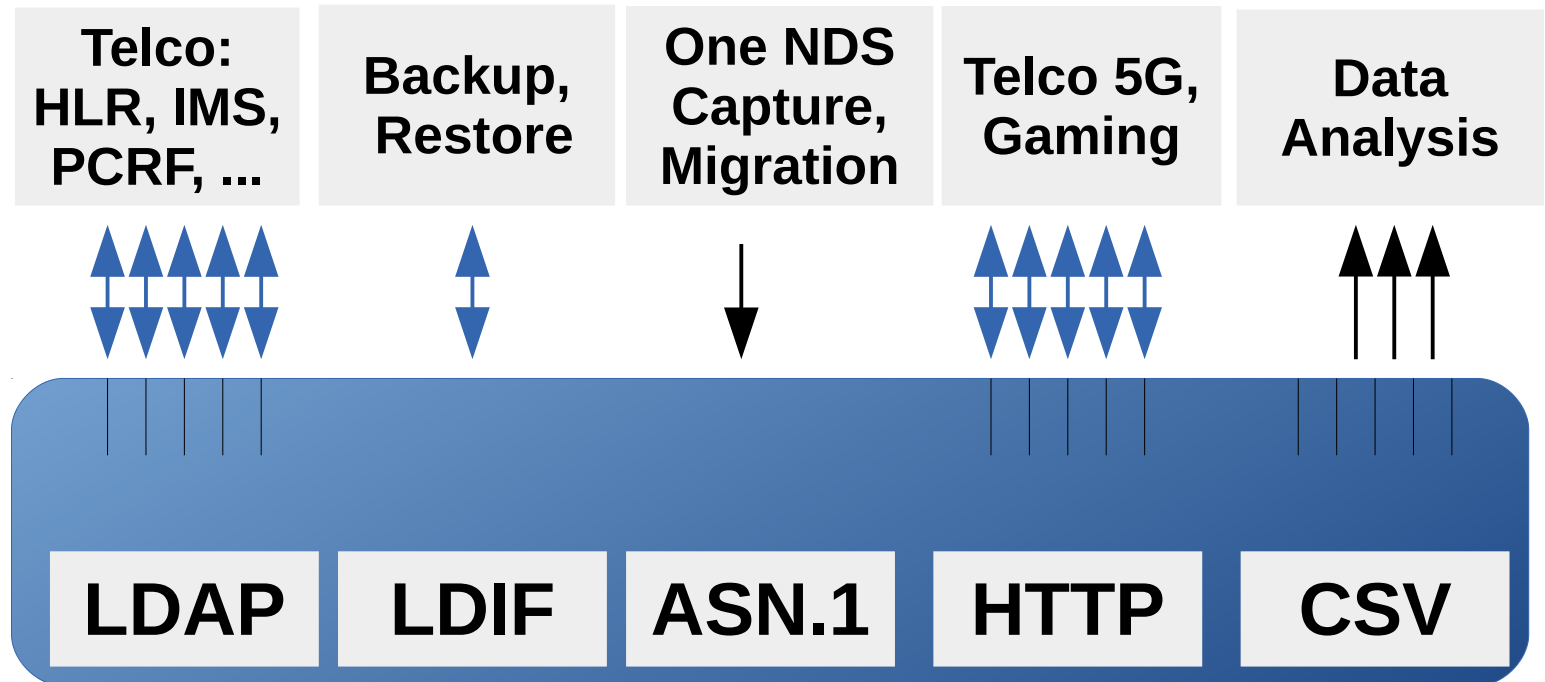 Telco:
HLR, IMS,
PCRF, ...
Backup,
Restore
One NDS
Capture,
Migration
Telco 5G,
Gaming
Data
Analysis
LDAP
LDIF
ASN.1
HTTP
CSV